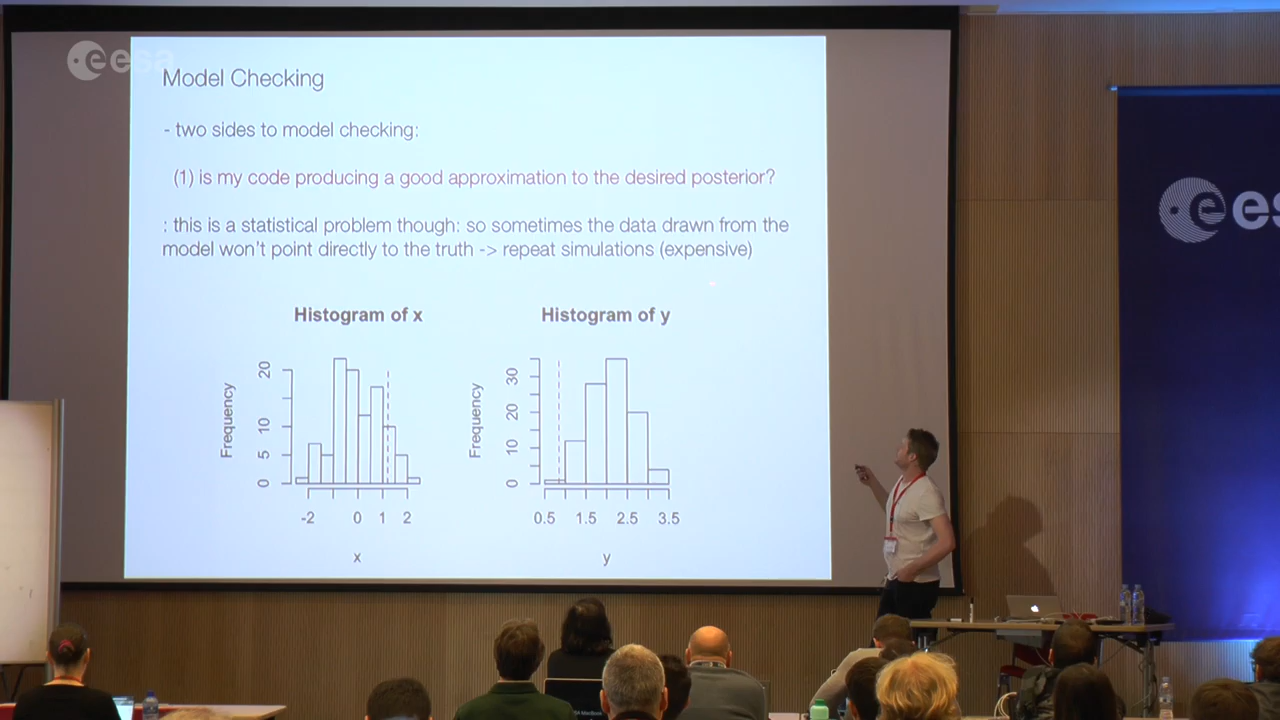 esa
Model Checking
- two sides to model checking:
(1) is my code producing a good approximation to the desired posterior?
: this is a statistical problem though: so sometimes the data drawn from the
model won't point directly to the truth -> repeat simulations (expensive)
Histogram of x
Histogram of y
Frequency
0 5 10 20
-2 0 1 2
x
Frequency
0 10 20 30
0.5 1.5 2.5 3.5
y
es